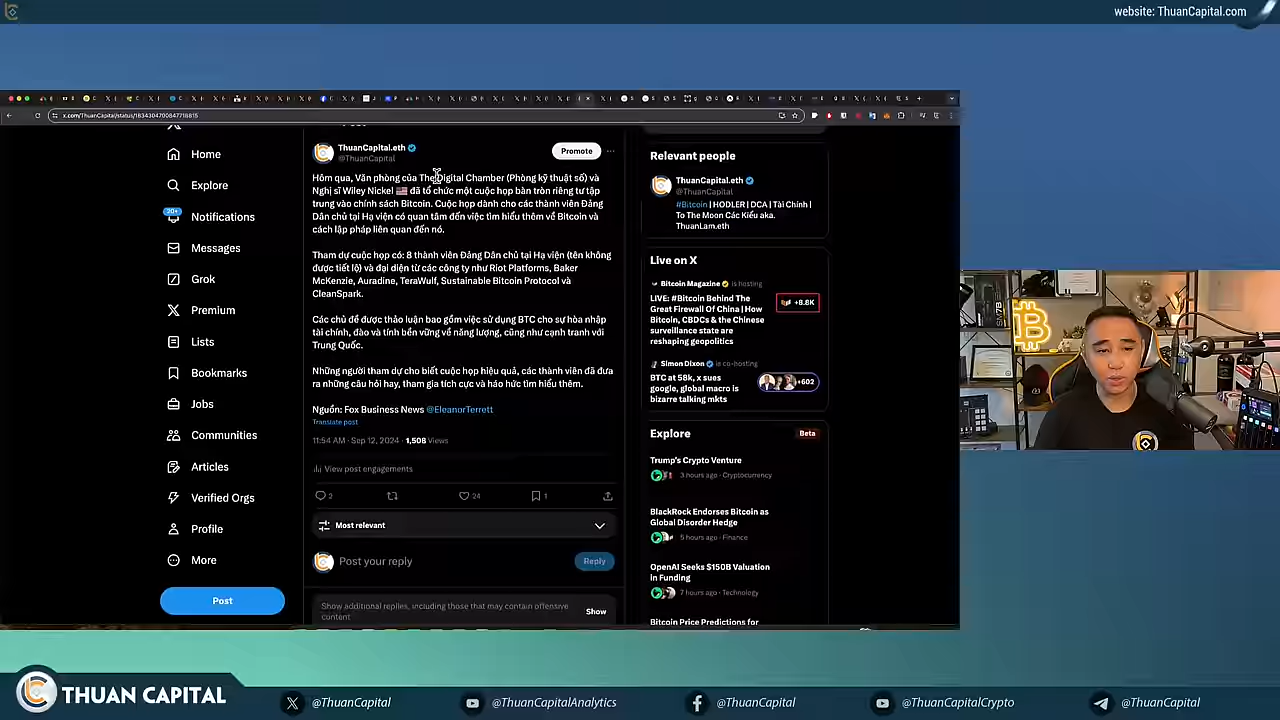 website: ThuanCapital.com
x.com/ThuanCapital/status/1834304700847718815
Home
Explore
20+
Notifications
Messages
Grok
Premium
Lists
Bookmarks
Jobs
Communities
Articles
Verified Orgs
Profile
More
Post
ThuanCapital.eth
@ThuanCapital
Promote
Hôm qua, Văn phòng của The Digital Chamber (Phòng kỹ thuật số) và
Nghị sĩ Wiley Nickel 🇺🇸 đã tổ chức một cuộc họp bàn tròn riêng tư tập
trung vào chính sách Bitcoin. Cuộc họp dành cho các thành viên Đảng
Dân chủ tại Hạ viện có quan tâm đến việc tìm hiểu thêm về Bitcoin và
cách lập pháp liên quan đến nó.
Tham dự cuộc họp có: 8 thành viên Đảng Dân chủ tại Hạ viện (tên không
được tiết lộ) và đại diện từ các công ty như Riot Platforms, Baker
McKenzie, Auradine, TeraWulf, Sustainable Bitcoin Protocol và
CleanSpark.
Các chủ đề được thảo luận bao gồm việc sử dụng BTC cho sự hòa nhập
tài chính, đào và tính bền vững về năng lượng, cũng như cạnh tranh với
Trung Quốc.
Những người tham dự cho biết cuộc họp hiệu quả, các thành viên đã đưa
ra những câu hỏi hay, tham gia tích cực và háo hức tìm hiểu thêm.
Nguồn: Fox Business News @EleanorTerrett
Translate post
11:54 AM · Sep 12, 2024 · 1,508 Views
View post engagements
2
24
1
Most relevant
Post your reply
Reply
Show additional replies, including those that may contain offensive
content
Show
Relevant people
ThuanCapital.eth
@ThuanCapital
#Bitcoin | HODLER | DCA | Tài Chính |
To The Moon Các Kiểu aka.
ThuanLam.eth
Live on X
Bitcoin Magazine is hosting
LIVE: #Bitcoin Behind The
Great Firewall Of China | How
Bitcoin, CBDCs & the Chinese
surveillance state are
reshaping geopolitics
+8.8K
Simon Dixon is co-hosting
BTC at 58k, x sues
google, global macro is
bizarre talking mkts
+602
Explore
Beta
Trump's Crypto Venture
3 hours ago · Cryptocurrency
BlackRock Endorses Bitcoin as
Global Disorder Hedge
5 hours ago · Finance
OpenAI Seeks $150B Valuation
in Funding
7 hours ago · Technology
Bitcoin Price Predictions for
THUAN CAPITAL
@ThuanCapital
@ThuanCapitalAnalytics
@ThuanCapital
@ThuanCapitalCrypto
@ThuanCapital